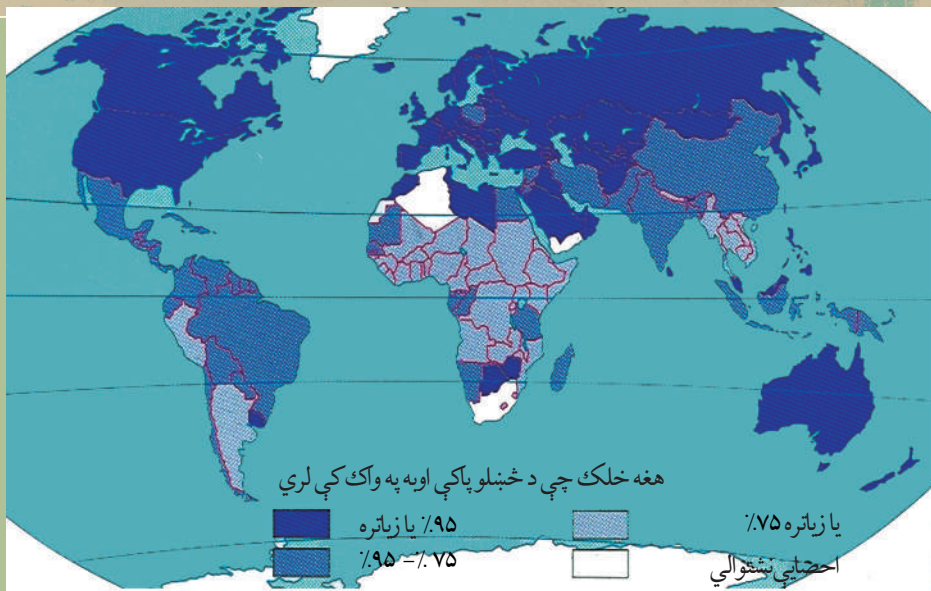 هغه خلک چې د څښلو پاکې اوبه په واک کې لري
۹۵٪ یا زیاتره
یا زیاتره ۷۵٪
۷۵٪ – ۹۵٪
احصایې نشتوالي